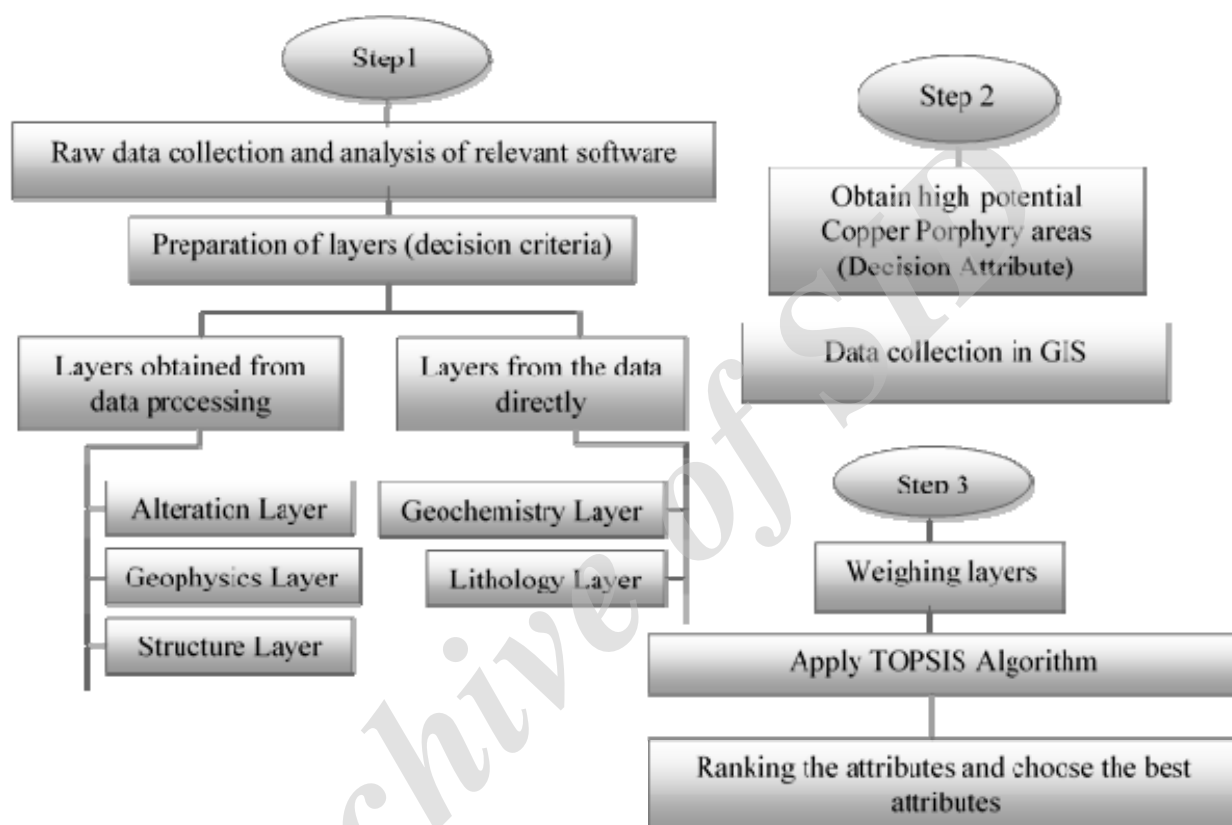 Step1
Raw data collection and analysis of relevant software
Preparation of layers (decision criteria)
Layers obtained from
data processing
Layers from the data
directly
Alteration Layer
Geophysics Layer
Structure Layer
Geochemistry Layer
Lithology Layer
Step 2
Obtain high potential
Copper Porphyry areas
(Decision Attribute)
Data collection in GIS
Step 3
Weighing layers
Apply TOPSIS Algorithm
Ranking the attributes and choose the best
attributes
chive of SID